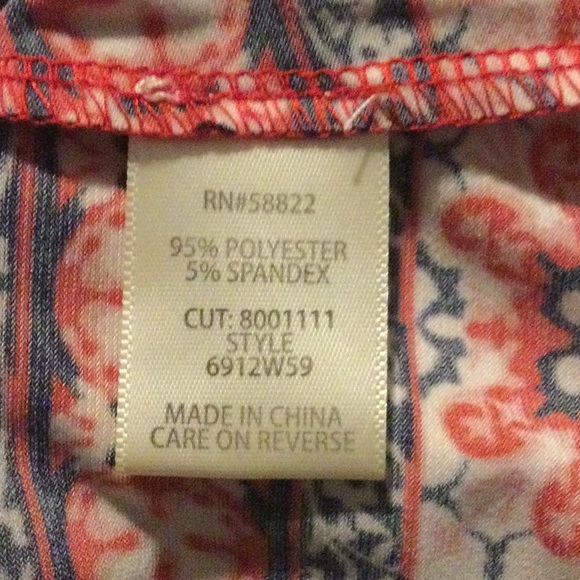 RN#58822
95% POLYESTER
5% SPANDEX
CUT: 8001111
STYLE
6912W59
MADE IN CHINA
CARE ON REVERSE